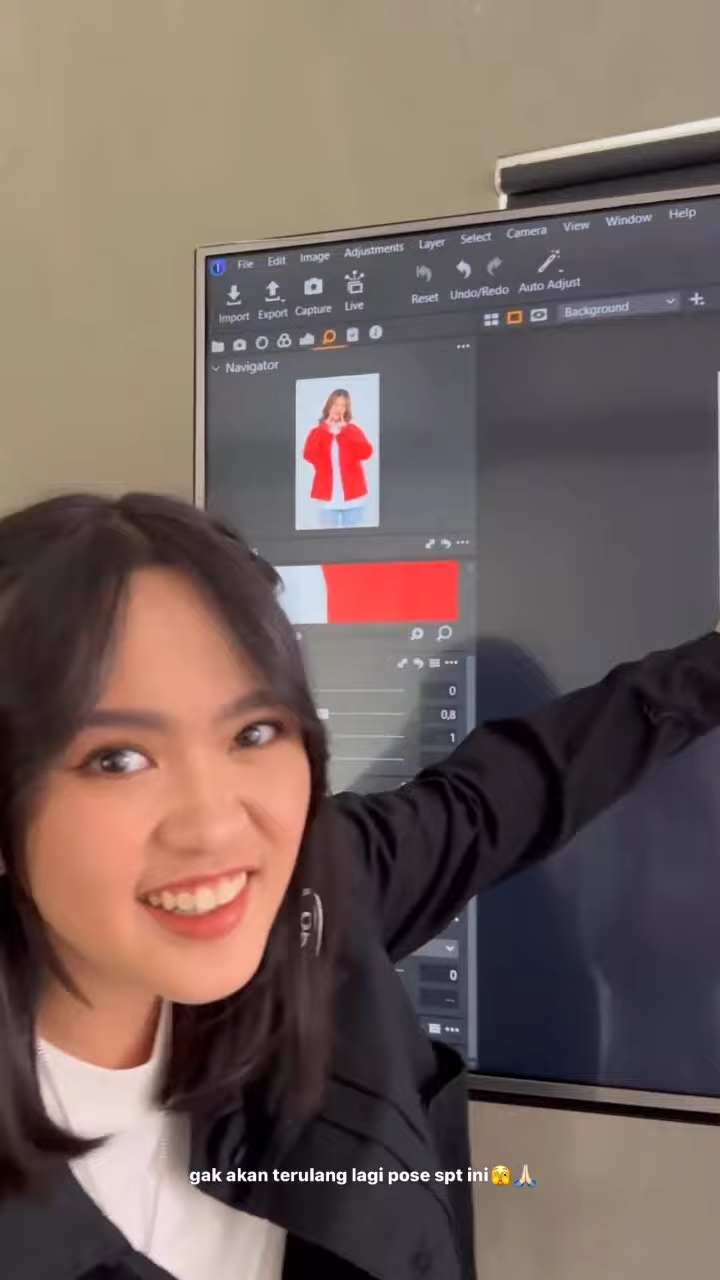 File Edit Image Adjustments Layer Select Camera View Window Help
Import Export Capture Live Reset Undo/Redo Auto Adjust
Background
Navigator
0
0,8
1
0
gak akan terulang lagi pose spt ini🫣🙏🏻